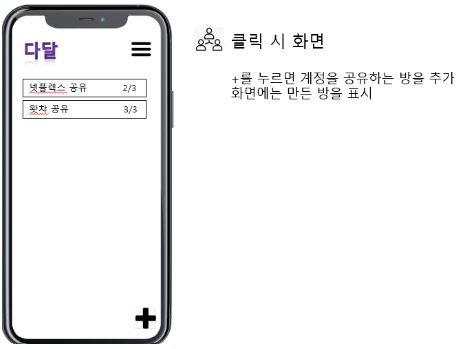 다달
넷플렉스 공유 2/3
왓챠 공유 3/3
클릭 시 화면
+를 누르면 계정을 공유하는 방을 추가
화면에는 만든 방을 표시